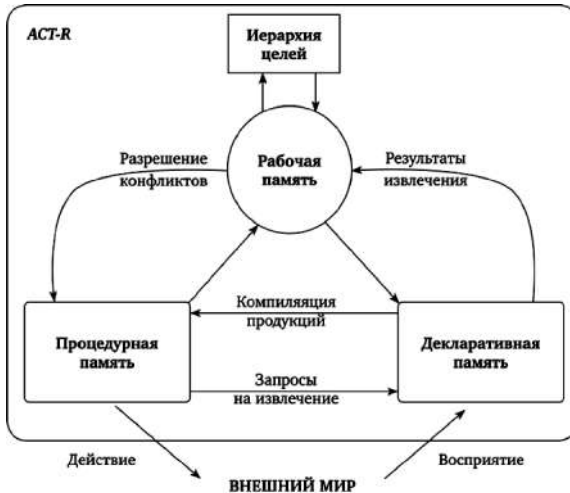 ACT-R
Иерархия
целей
Разрешение
конфликтов
Рабочая
память
Результаты
извлечения
Компиляяция
продукций
Процедурная
память
Декларативная
память
Запросы
на извлечение
Действие
Восприятие
ВНЕШНИЙ МИР